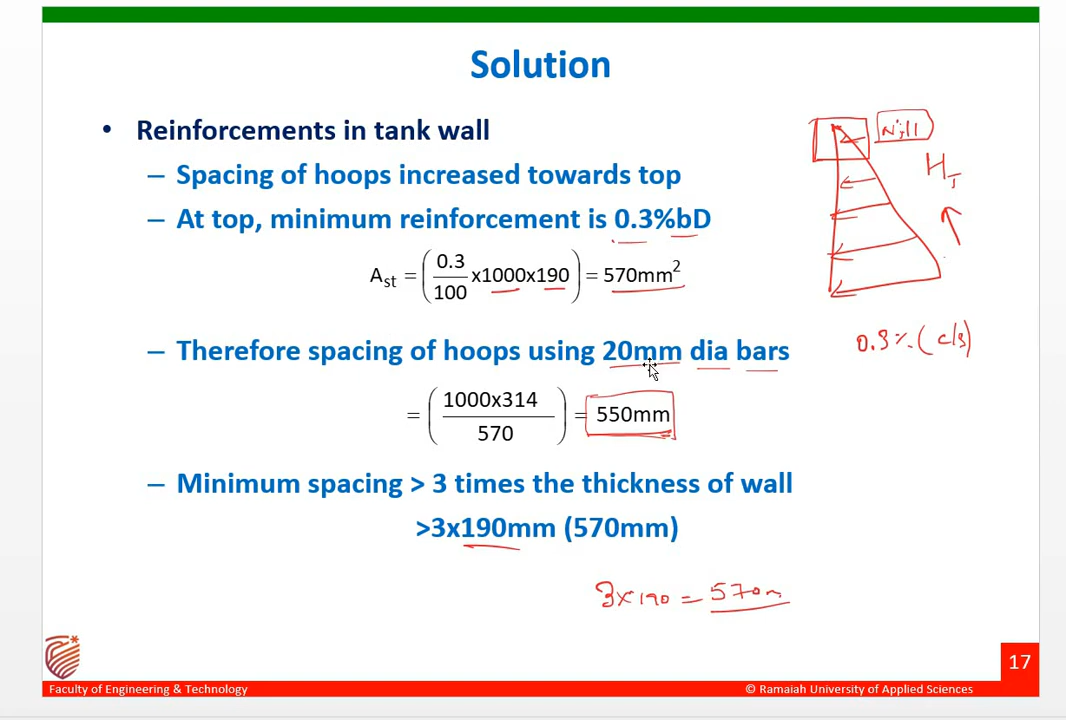 Solution
• Reinforcements in tank wall
– Spacing of hoops increased towards top
– At top, minimum reinforcement is 0.3%bD
Ast = (0.3/100 x1000x190) = 570mm²
– Therefore spacing of hoops using 20mm dia bars
= (1000x314/570) = 550mm
– Minimum spacing > 3 times the thickness of wall
>3x190mm (570mm)
3x190 = 570m
Nill
HT
0.3%(c/s)
17
Faculty of Engineering & Technology
© Ramaiah University of Applied Sciences